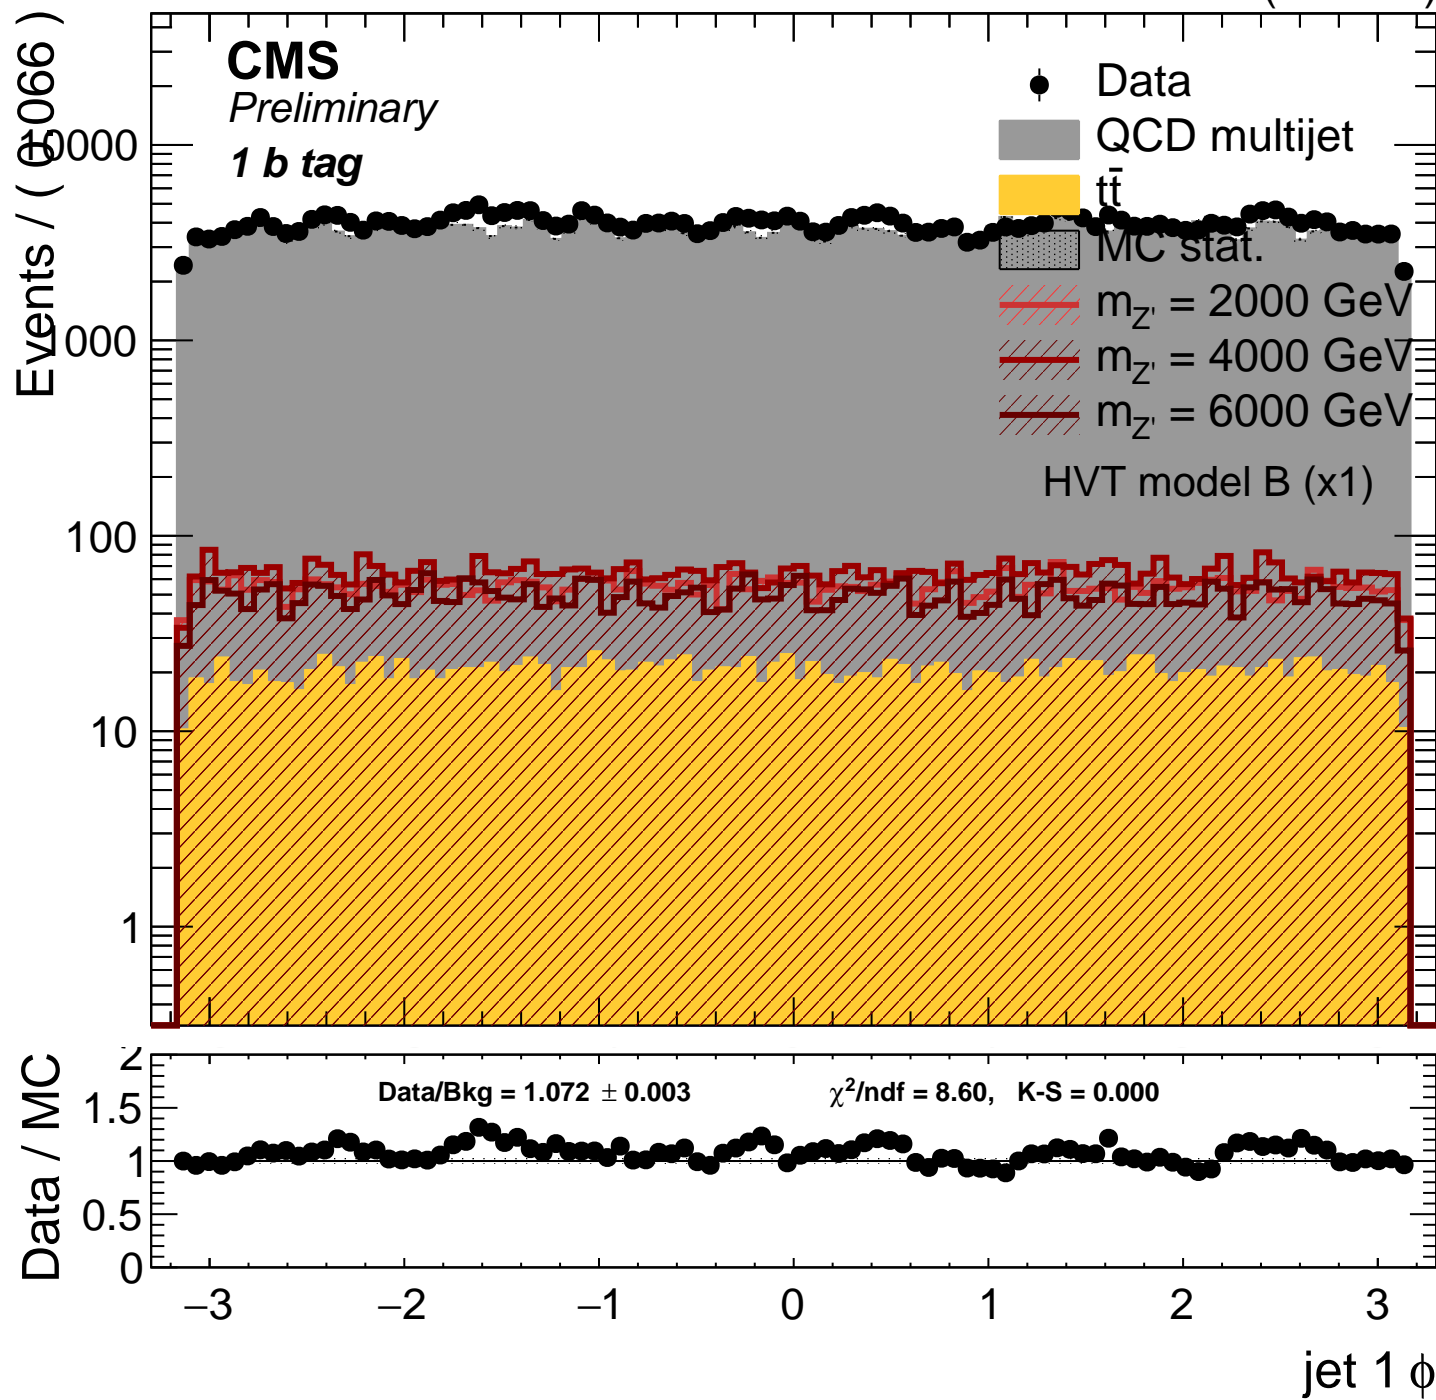 CMS
Preliminary
1 b tag
Data
QCD multijet
tt̄
MC stat.
m_Z' = 2000 GeV
m_Z' = 4000 GeV
m_Z' = 6000 GeV
HVT model B (x1)
Events / ( 0.066 )
10000
1000
100
10
1
Data/Bkg = 1.072 ± 0.003
χ²/ndf = 8.60, K-S = 0.000
Data / MC
2
1.5
1
0.5
0
−3 −2 −1 0 1 2 3
jet 1 ϕ